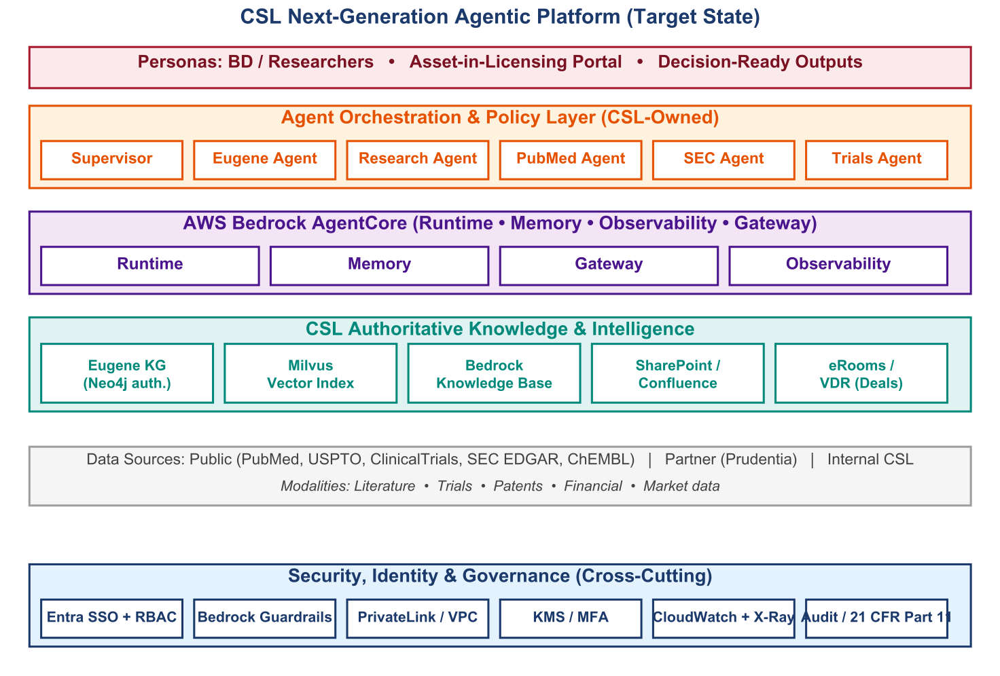 CSL Next-Generation Agentic Platform (Target State)
Personas: BD / Researchers • Asset-in-Licensing Portal • Decision-Ready Outputs
Agent Orchestration & Policy Layer (CSL-Owned)
Supervisor
Eugene Agent
Research Agent
PubMed Agent
SEC Agent
Trials Agent
AWS Bedrock AgentCore (Runtime • Memory • Observability • Gateway)
Runtime
Memory
Gateway
Observability
CSL Authoritative Knowledge & Intelligence
Eugene KG
(Neo4j auth.)
Milvus
Vector Index
Bedrock
Knowledge Base
SharePoint /
Confluence
eRooms /
VDR (Deals)
Data Sources: Public (PubMed, USPTO, ClinicalTrials, SEC EDGAR, ChEMBL) | Partner (Prudentia) | Internal CSL
Modalities: Literature • Trials • Patents • Financial • Market data
Security, Identity & Governance (Cross-Cutting)
Entra SSO + RBAC
Bedrock Guardrails
PrivateLink / VPC
KMS / MFA
CloudWatch + X-Ray
Audit / 21 CFR Part 11